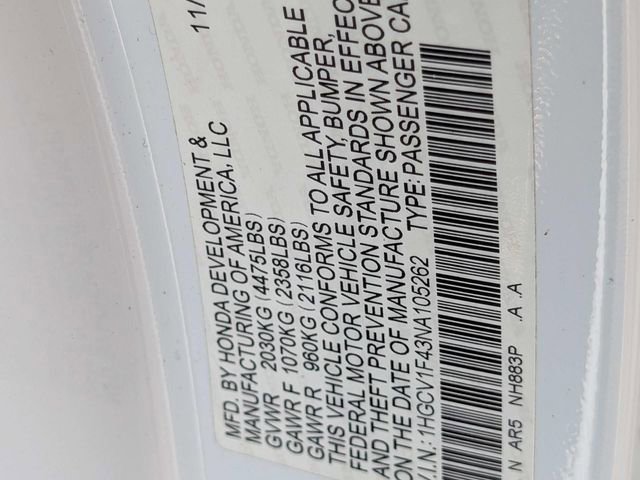 MFD. BY HONDA DEVELOPMENT &
MANUFACTURING OF AMERICA, LLC 11/
GVWR 2030KG (4475LBS)
GAWR F 1070KG (2358LBS)
GAWR R 960KG (2116LBS)
THIS VEHICLE CONFORMS TO ALL APPLICABLE
FEDERAL MOTOR VEHICLE SAFETY, BUMPER,
AND THEFT PREVENTION STANDARDS IN EFFEC
ON THE DATE OF MANUFACTURE SHOWN ABOVE
V.I.N.: 1HGCV1F43NA105262 TYPE: PASSENGER CA
N AR5 NH883P .A .A